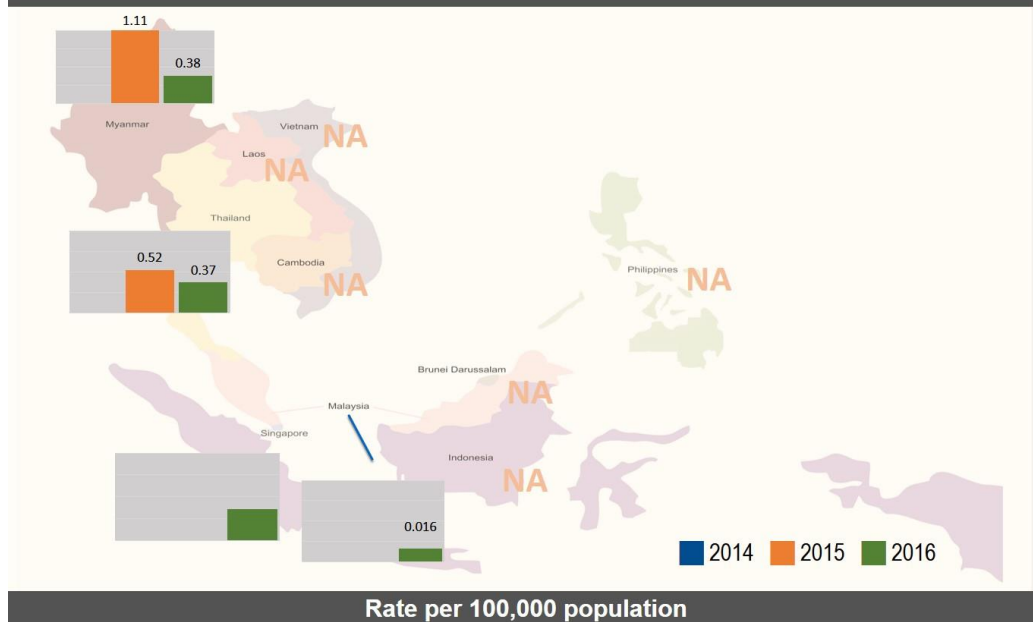 1.11
0.38
Myanmar
Vietnam
NA
Laos
NA
Thailand
0.52
0.37
Cambodia
NA
Philippines
NA
Brunei Darussalam
NA
Malaysia
Singapore
Indonesia
NA
0.016
2014
2015
2016
Rate per 100,000 population